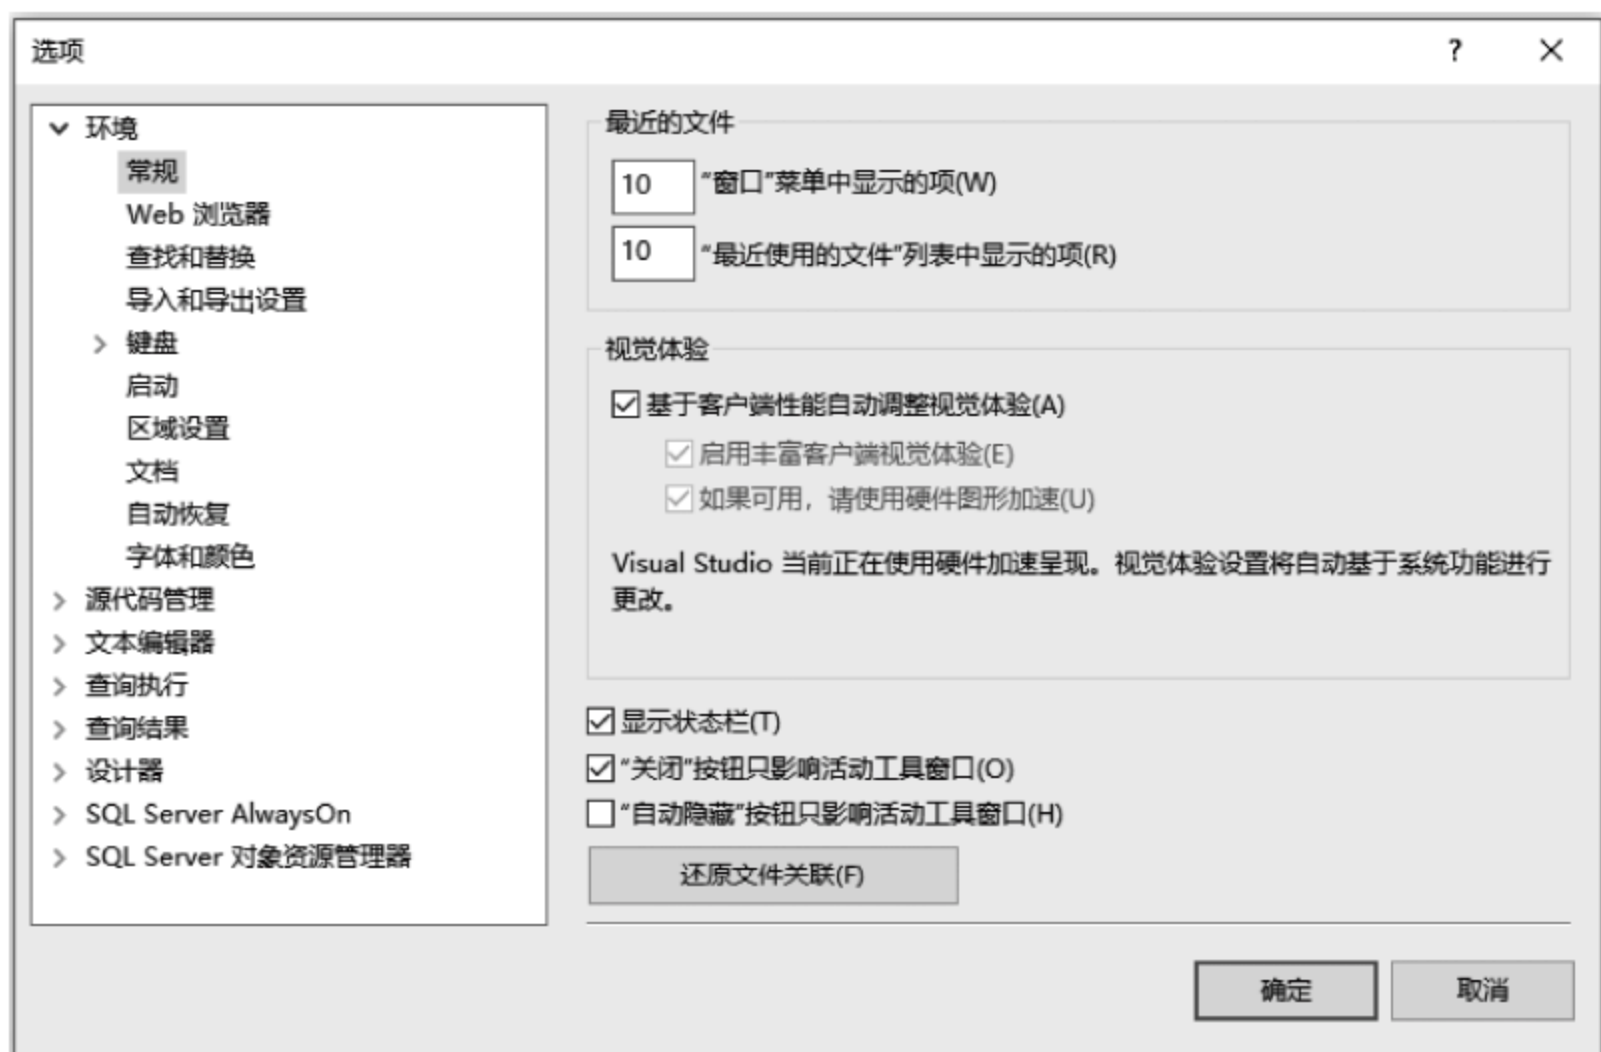 选项
?
环境
常规
Web 浏览器
查找和替换
导入和导出设置
键盘
启动
区域设置
文档
自动恢复
字体和颜色
源代码管理
文本编辑器
查询执行
查询结果
设计器
SQL Server AlwaysOn
SQL Server 对象资源管理器
最近的文件
10 “窗口”菜单中显示的项(W)
10 “最近使用的文件”列表中显示的项(R)
视觉体验
基于客户端性能自动调整视觉体验(A)
启用丰富客户端视觉体验(E)
如果可用，请使用硬件图形加速(U)
Visual Studio 当前正在使用硬件加速呈现。视觉体验设置将自动基于系统功能进行
更改。
显示状态栏(T)
“关闭”按钮只影响活动工具窗口(O)
“自动隐藏”按钮只影响活动工具窗口(H)
还原文件关联(F)
确定
取消